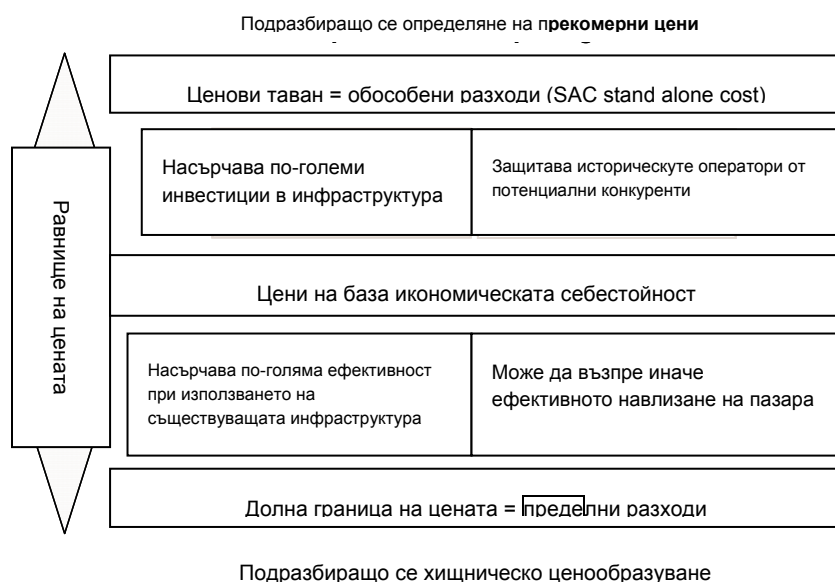 Подразбиращо се определяне на прекомерни цени
Ценови таван = обособени разходи (SAC stand alone cost)
Насърчава по-големи
инвестиции в инфраструктура
Защитава историческуте оператори от
потенциални конкуренти
Равнище на цената
Цени на база икономическата себестойност
Насърчава по-голяма ефективност
при използването на
съществуващата инфраструктура
Може да възпре иначе
ефективното навлизане на пазара
Долна граница на цената = пределни разходи
Подразбиращо се хищническо ценообразуване